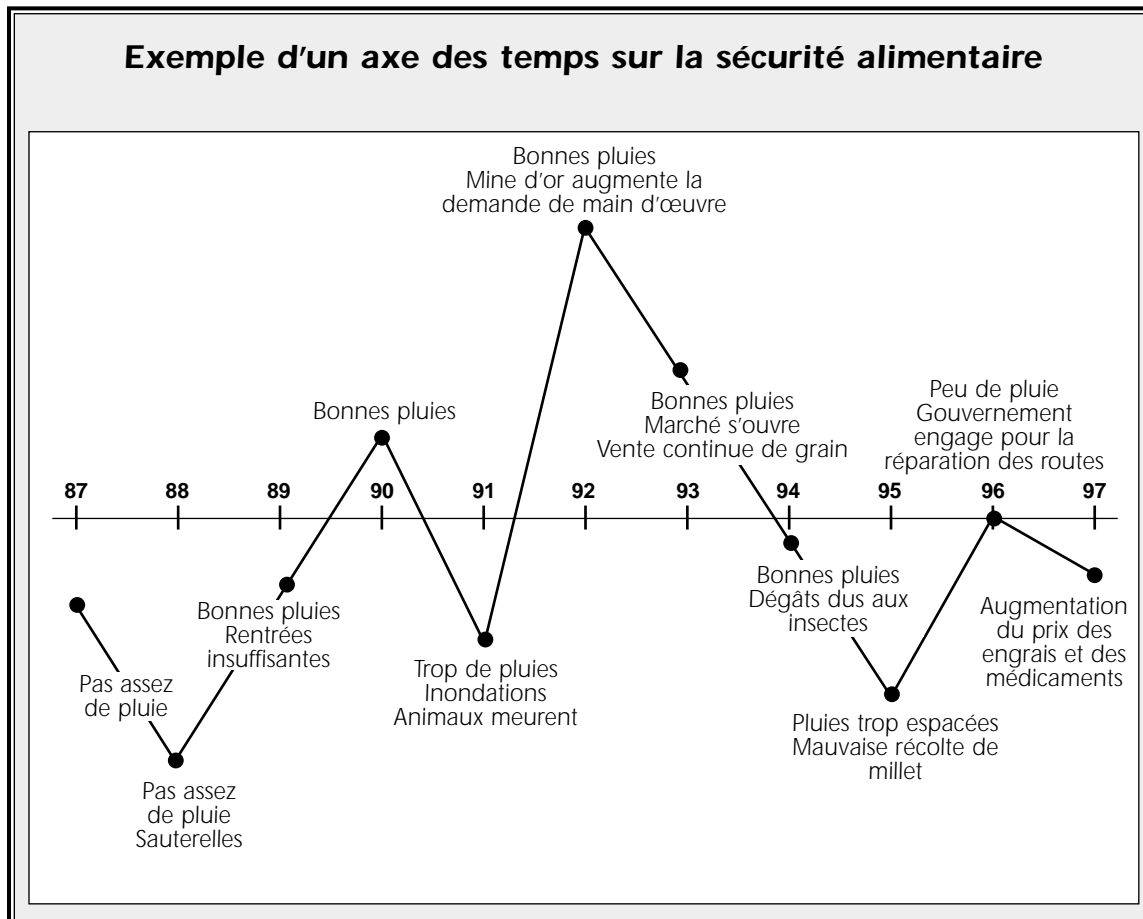 Exemple d'un axe des temps sur la sécurité alimentaire
Bonnes pluies
Mine d'or augmente la
demande de main d'œuvre
Bonnes pluies
Bonnes pluies
Marché s'ouvre
Vente continue de grain
Peu de pluie
Gouvernement
engage pour la
réparation des routes
87 88 89 90 91 92 93 94 95 96 97
Pas assez
de pluie
Pas assez
de pluie
Sauterelles
Bonnes pluies
Rentrées
insuffisantes
Trop de pluies
Inondations
Animaux meurent
Bonnes pluies
Dégâts dus aux
insectes
Pluies trop espacées
Mauvaise récolte de
millet
Augmentation
du prix des
engrais et des
médicaments